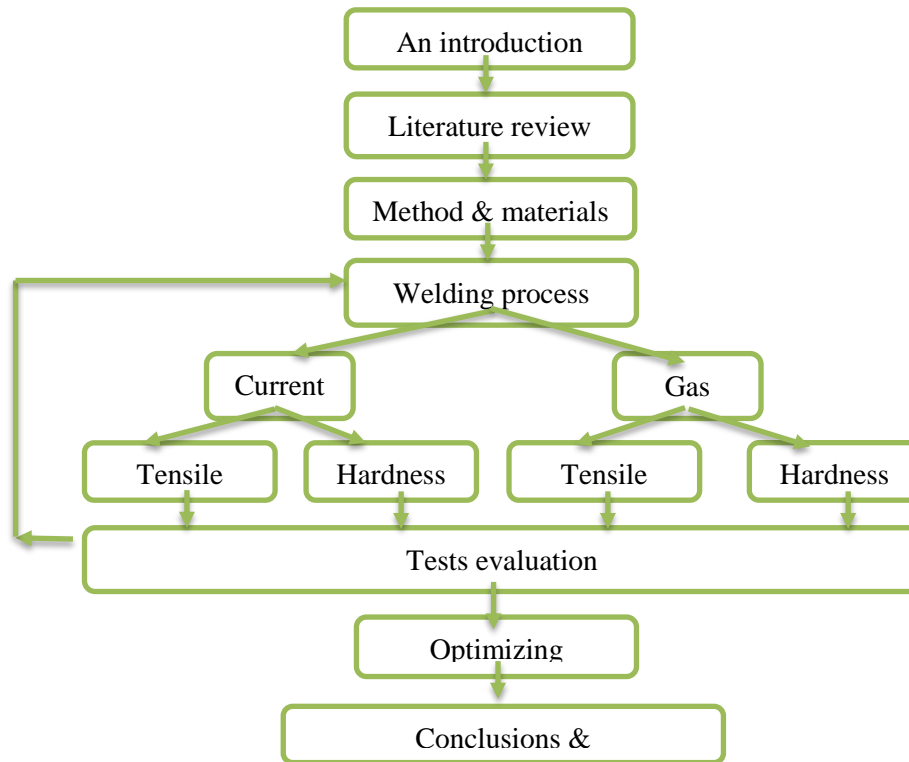 An introduction
Literature review
Method & materials
Welding process
Current
Gas
Tensile
Hardness
Tensile
Hardness
Tests evaluation
Optimizing
Conclusions &